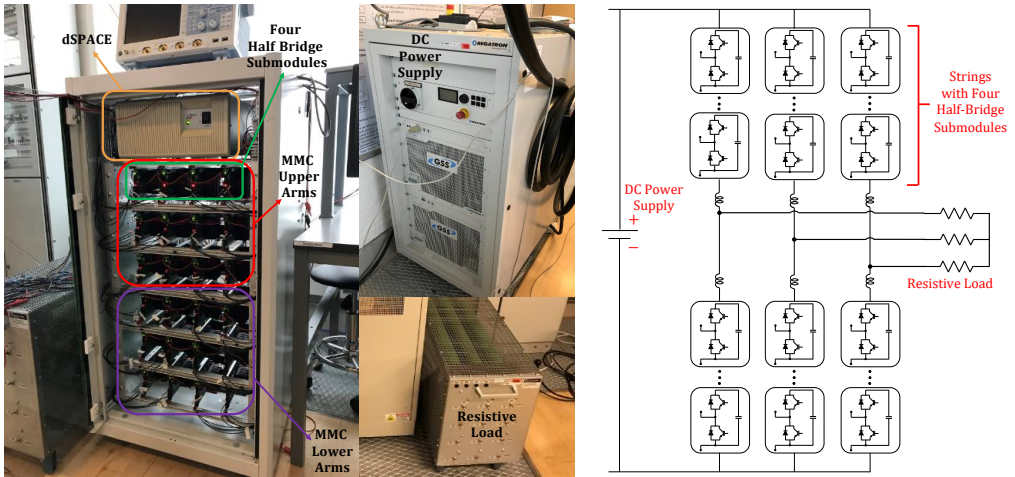 dSPACE
Four
Half Bridge
Submodules
MMC
Upper
Arms
MMC
Lower
Arms
DC
Power
Supply
REGATRON
GSS
GSS
Resistive
Load
Strings
with Four
Half-Bridge
Submodules
DC Power
Supply
+
−
Resistive Load